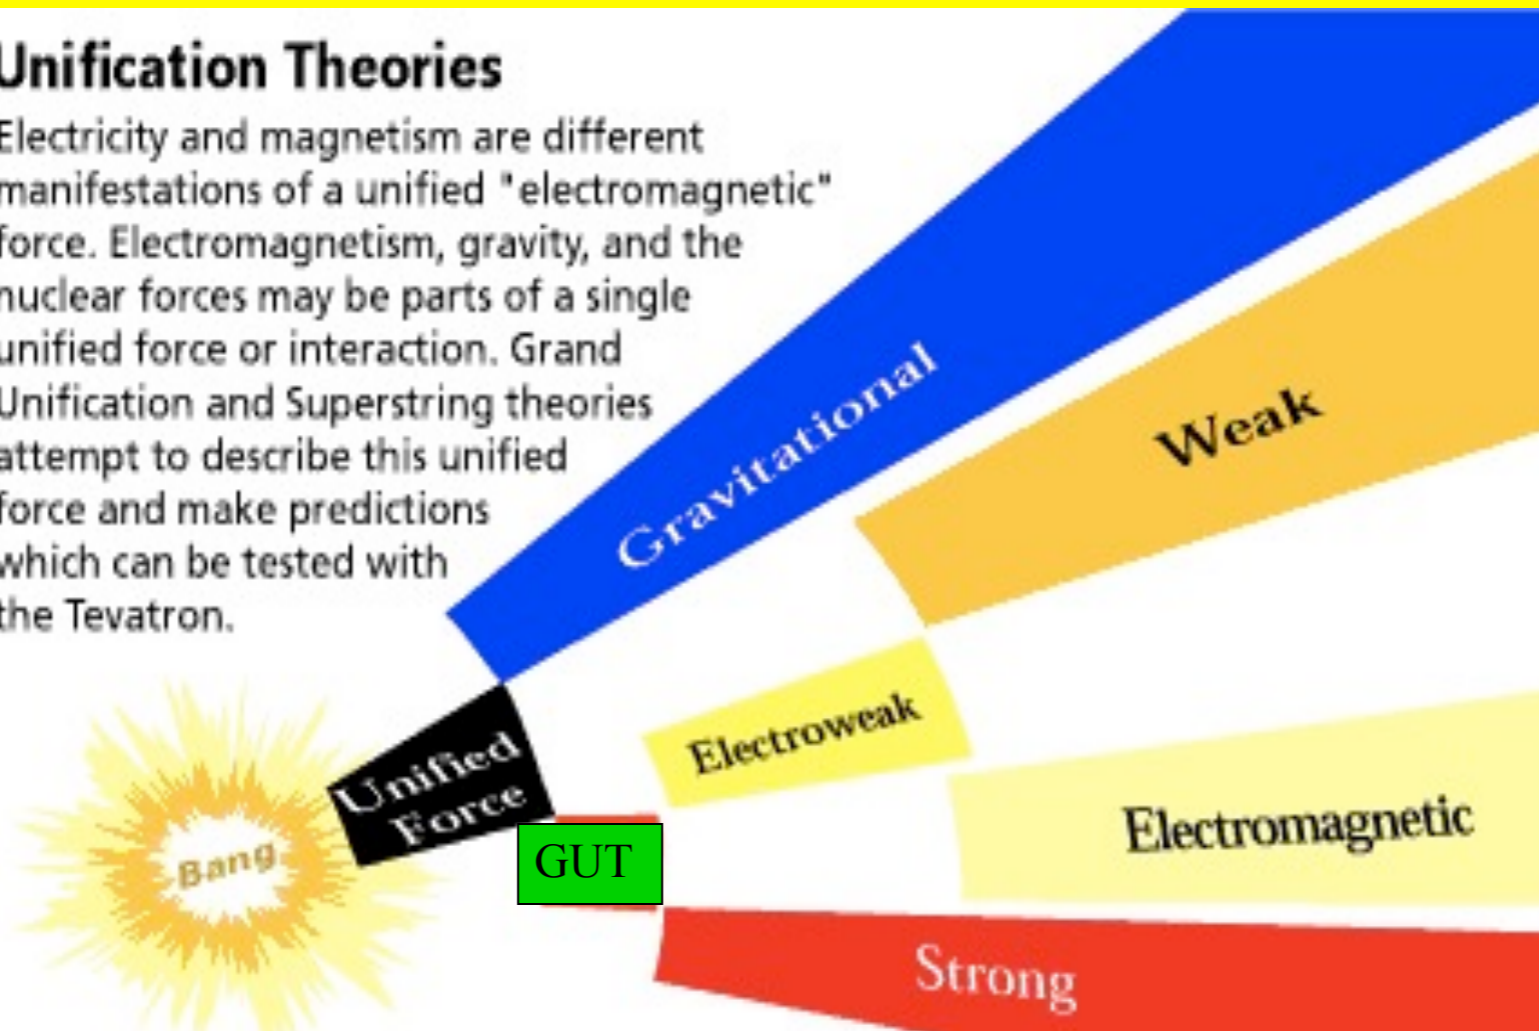 Unification Theories
Electricity and magnetism are different
manifestations of a unified "electromagnetic"
force. Electromagnetism, gravity, and the
nuclear forces may be parts of a single
unified force or interaction. Grand
Unification and Superstring theories
attempt to describe this unified
force and make predictions
which can be tested with
the Tevatron.
Gravitational
Weak
Electroweak
Unified
Force
Electromagnetic
Bang
GUT
Strong